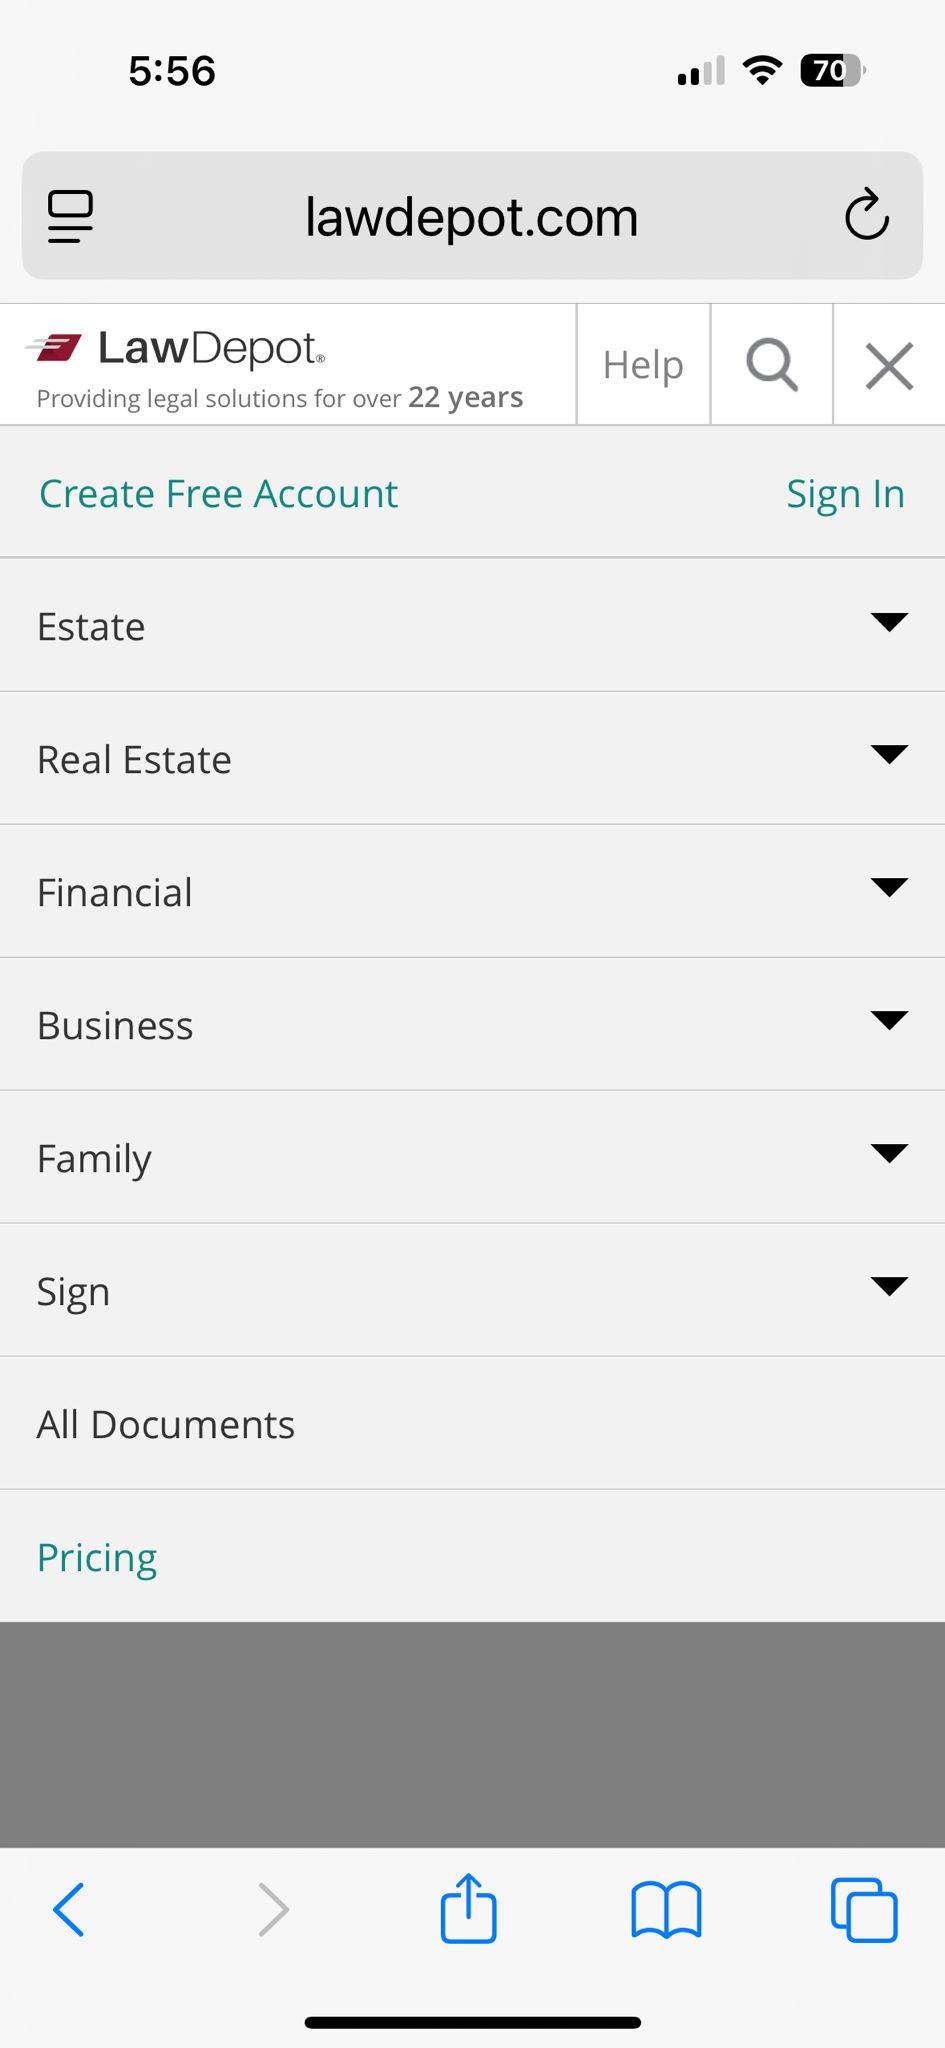 5:56
70
lawdepot.com
LawDepot®
Providing legal solutions for over 22 years
Help
Create Free Account
Sign In
Estate
Real Estate
Financial
Business
Family
Sign
All Documents
Pricing